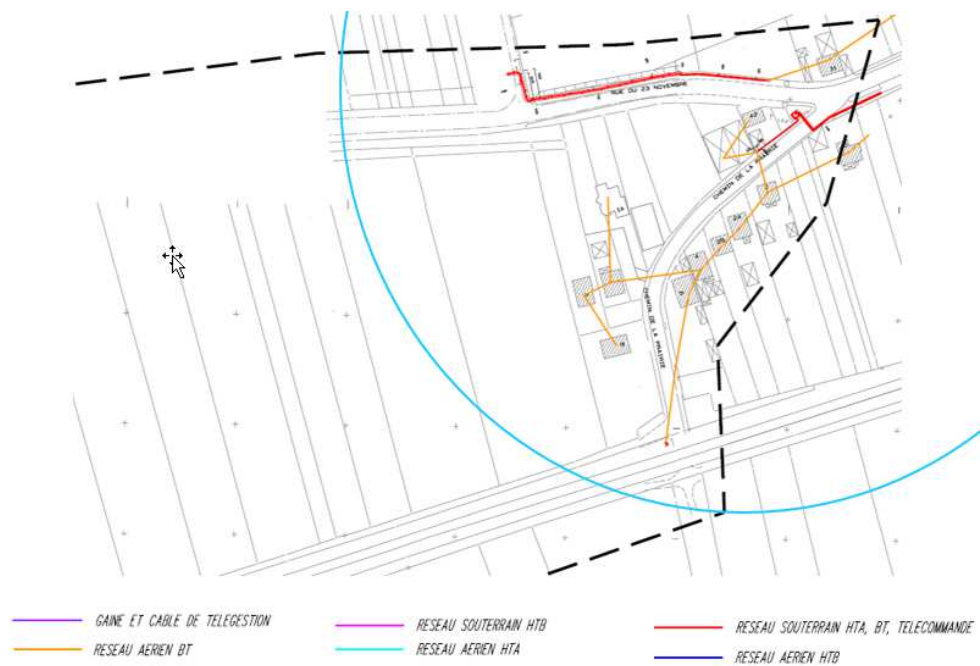 RUE DU 23 NOVEMBRE
CHEMIN DE LA PRAIRIE
CHEMIN DE LA PRAIRIE
GAINE ET CABLE DE TELEGESTION
RESEAU AERIEN BT
RESEAU SOUTERRAIN HTB
RESEAU AERIEN HTA
RESEAU SOUTERRAIN HTA, BT, TELECOMMANDE
RESEAU AERIEN HTB